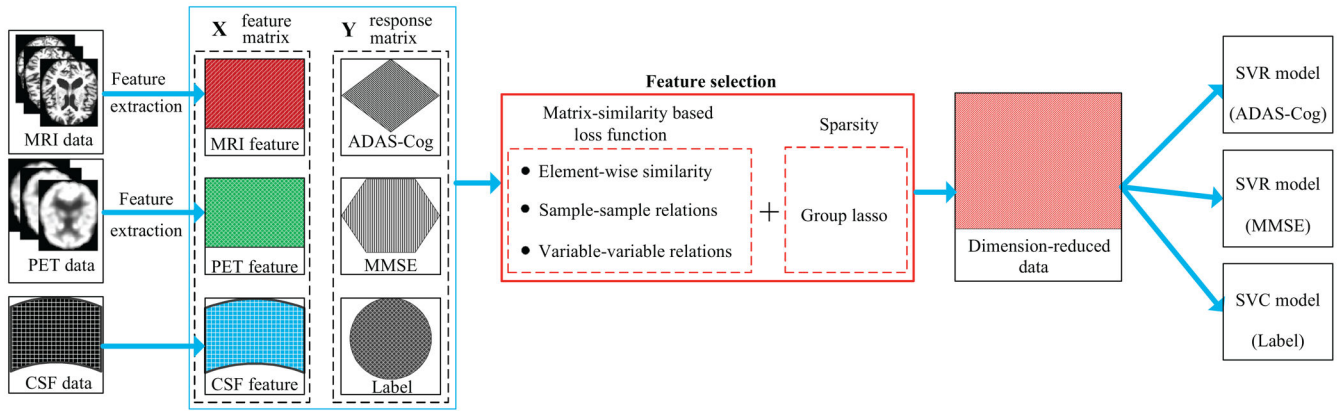 X feature
matrix
Y response
matrix
MRI data
Feature
extraction
MRI feature
ADAS-Cog
PET data
Feature
extraction
PET feature
MMSE
CSF data
CSF feature
Label
Feature selection
Matrix-similarity based
loss function
Element-wise similarity
Sample-sample relations
Variable-variable relations
+
Sparsity
Group lasso
Dimension-reduced
data
SVR model
(ADAS-Cog)
SVR model
(MMSE)
SVC model
(Label)